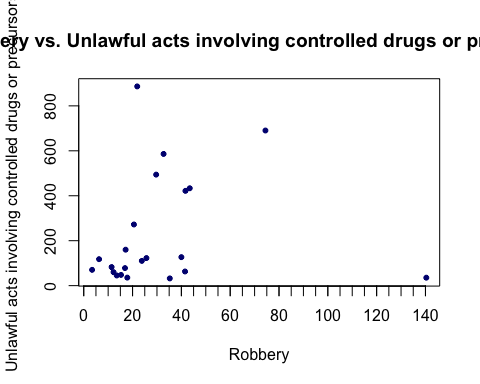 ery vs. Unlawful acts involving controlled drugs or pr
Unlawful acts involving controlled drugs or precursor
800
600
400
200
0
0 20 40 60 80 100 120 140
Robbery